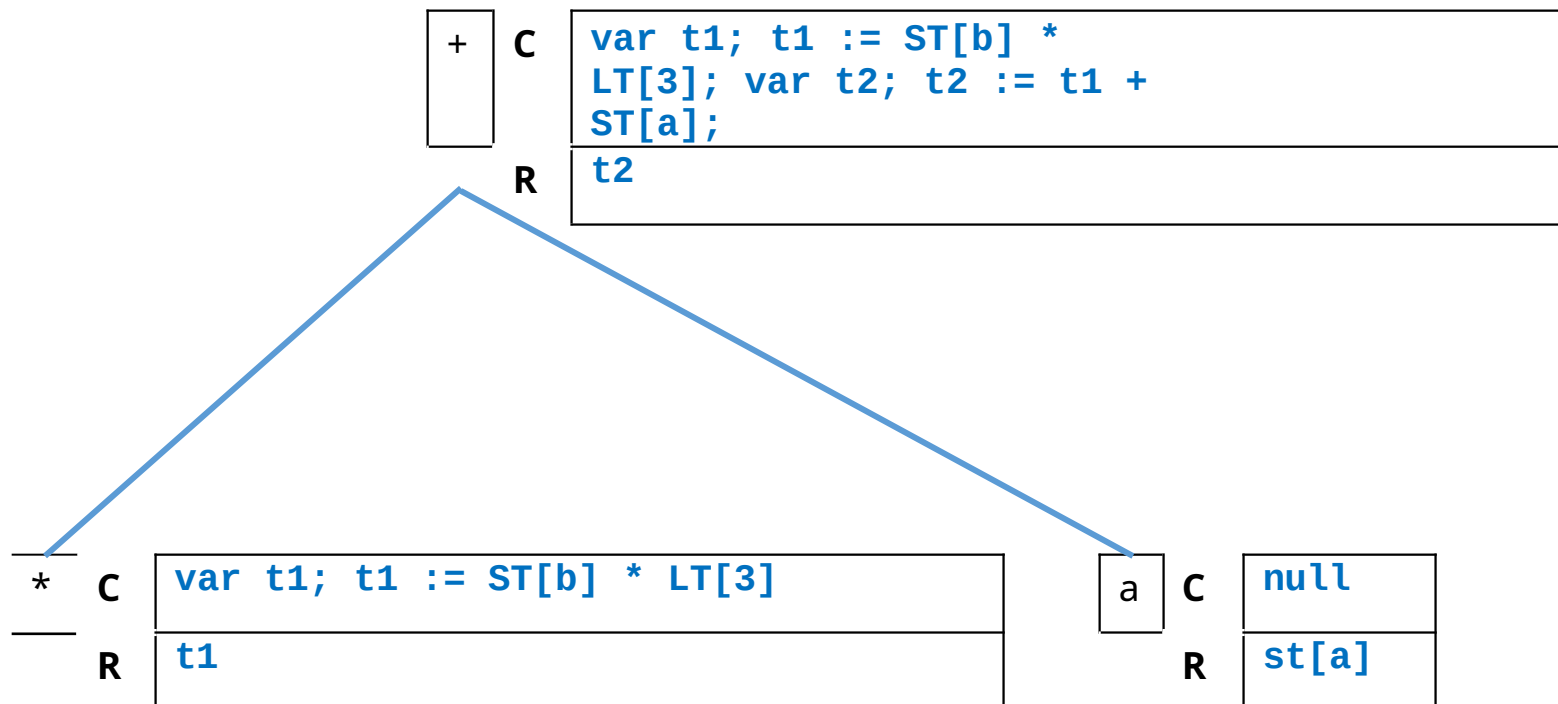 + C var t1; t1 := ST[b] *
LT[3]; var t2; t2 := t1 +
ST[a];
R t2
* C var t1; t1 := ST[b] * LT[3]
R t1
a C null
R st[a]